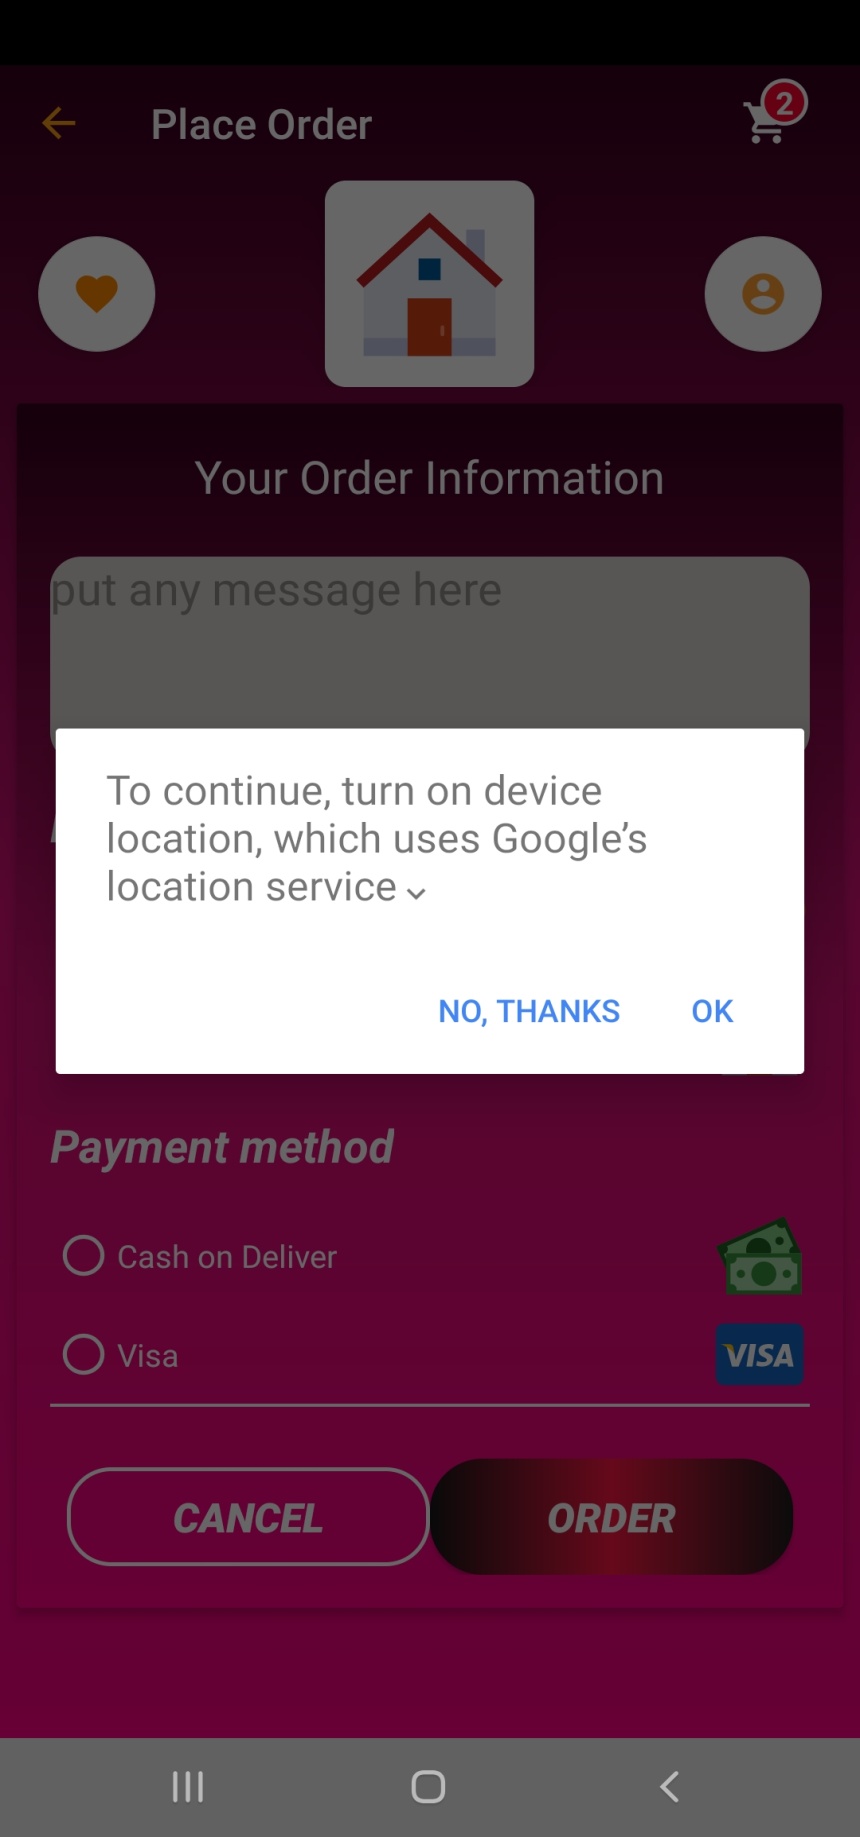 Place Order
2
Your Order Information
put any message here
To continue, turn on device
location, which uses Google’s
location service
NO, THANKS OK
Payment method
Cash on Deliver
Visa
VISA
CANCEL
ORDER